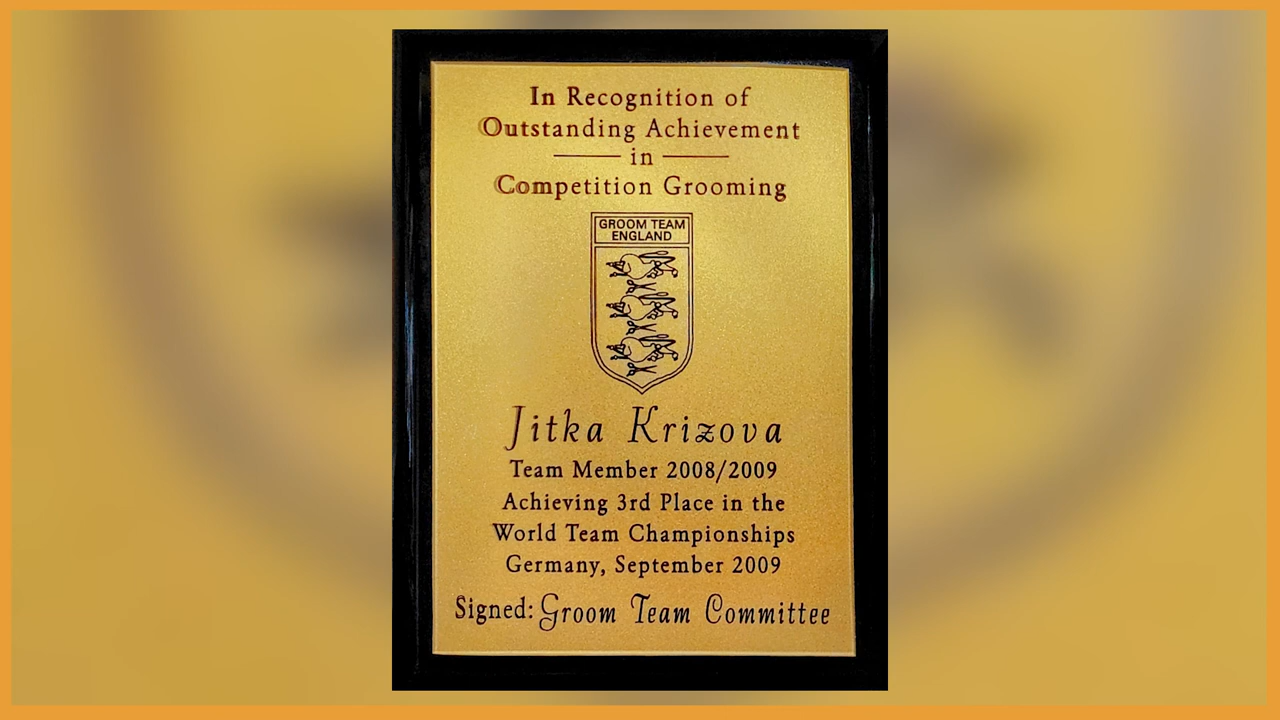 In Recognition of
Outstanding Achievement
in
Competition Grooming
GROOM TEAM
ENGLAND
Jitka Krizova
Team Member 2008/2009
Achieving 3rd Place in the
World Team Championships
Germany, September 2009
Signed: Groom Team Committee